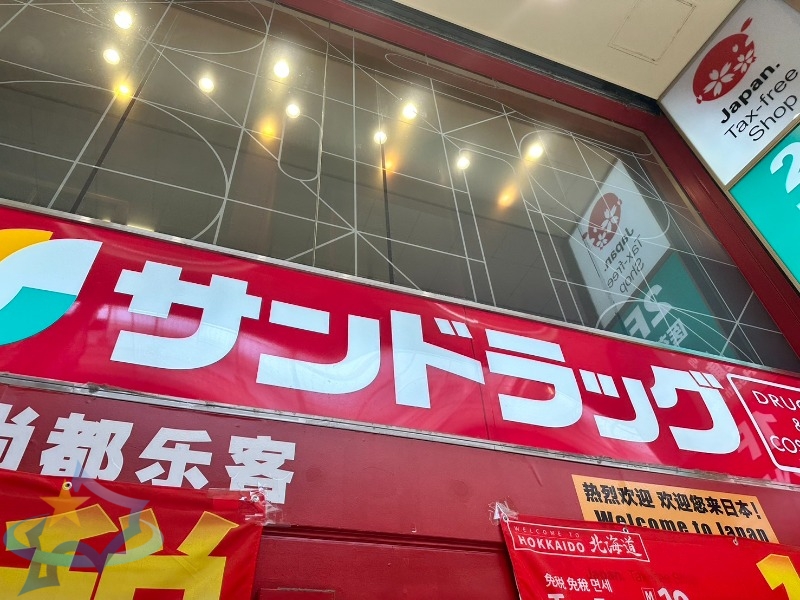 Japan.
Tax-free
Shop
サンドラッグ
DRUG
&
COS
尚都乐客
热烈欢迎 欢迎您来日本!
Welcome to Japan
WELCOME TO
HOKKAIDO 北海道
免税 免税 면세